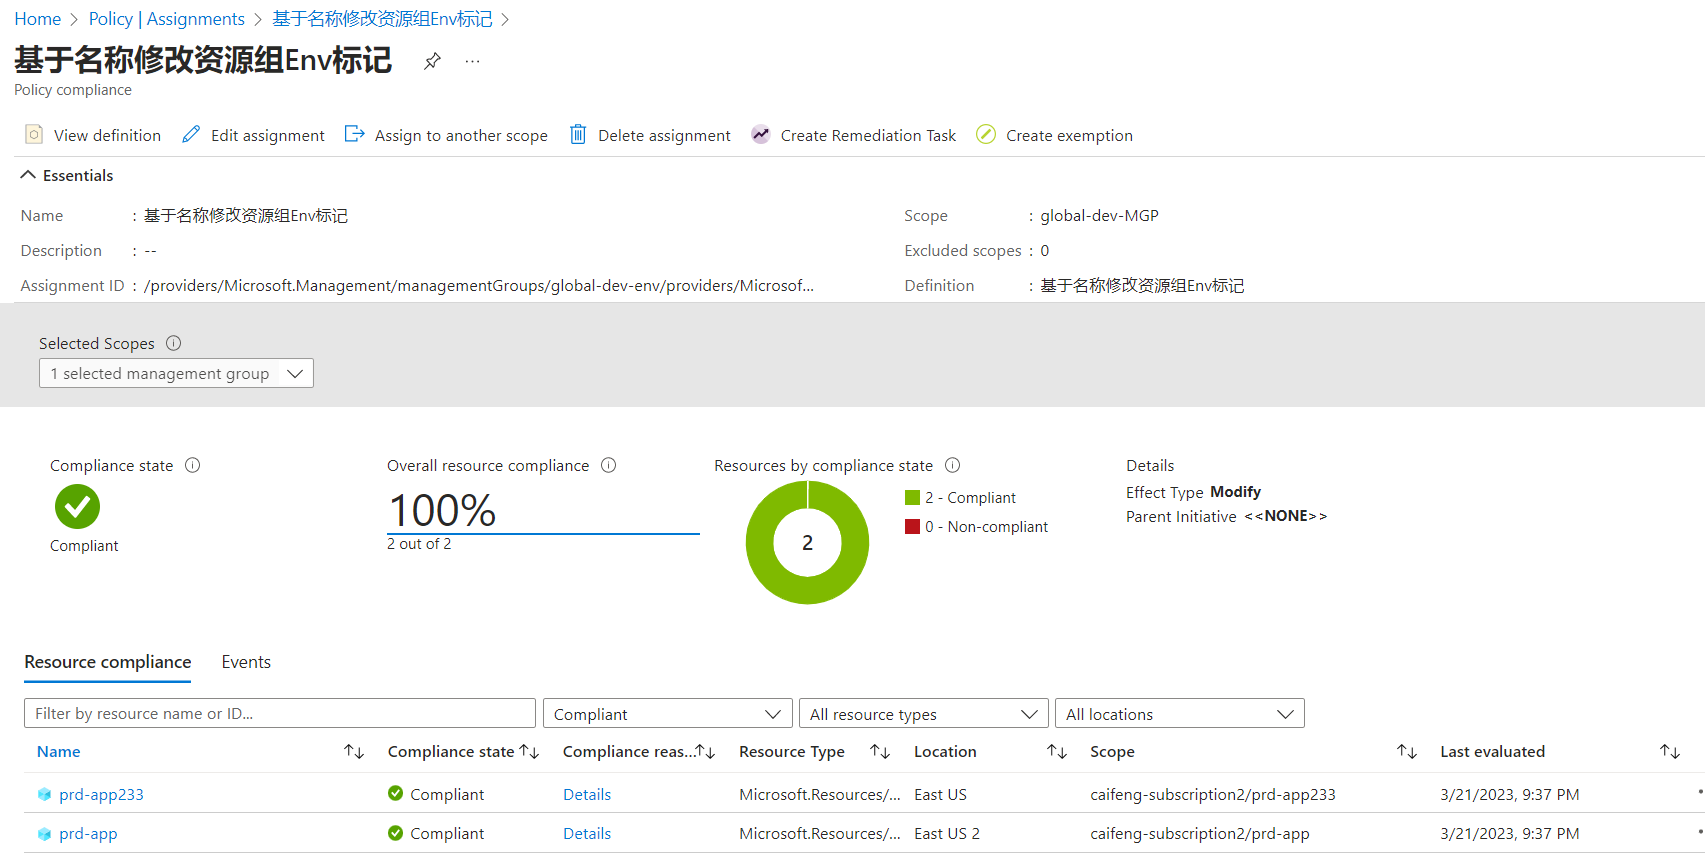 Home > Policy | Assignments > 基于名称修改资源组Env标记 >
基于名称修改资源组Env标记 ...
Policy compliance
View definition Edit assignment Assign to another scope Delete assignment Create Remediation Task Create exemption
Essentials
Name : 基于名称修改资源组Env标记 Scope : global-dev-MGP
Description : -- Excluded scopes : 0
Assignment ID : /providers/Microsoft.Management/managementGroups/global-dev-env/providers/Microsof... Definition : 基于名称修改资源组Env标记
Selected Scopes
1 selected management group
Compliance state Overall resource compliance Resources by compliance state Details
100% 2 - Compliant Effect Type Modify
2 0 - Non-compliant Parent Initiative <<NONE>>
Compliant 2 out of 2
Resource compliance Events
Filter by resource name or ID... Compliant All resource types All locations
Name Compliance state Compliance reas... Resource Type Location Scope Last evaluated
prd-app233 Compliant Details Microsoft.Resources/... East US caifeng-subscription2/prd-app233 3/21/2023, 9:37 PM
prd-app Compliant Details Microsoft.Resources/... East US 2 caifeng-subscription2/prd-app 3/21/2023, 9:37 PM